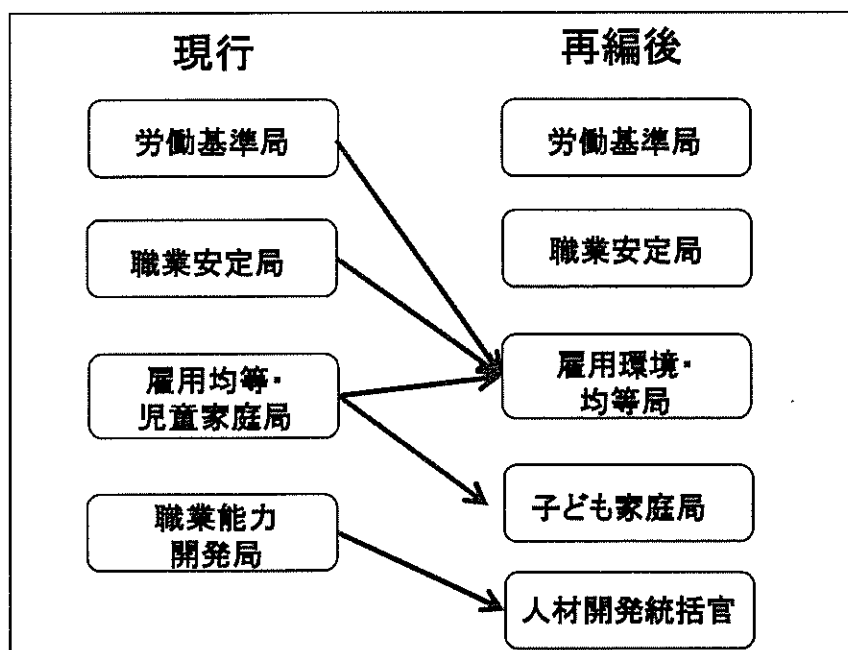 現行
再編後
労働基準局
労働基準局
職業安定局
職業安定局
雇用均等・
児童家庭局
雇用環境・
均等局
職業能力
開発局
子ども家庭局
人材開発統括官